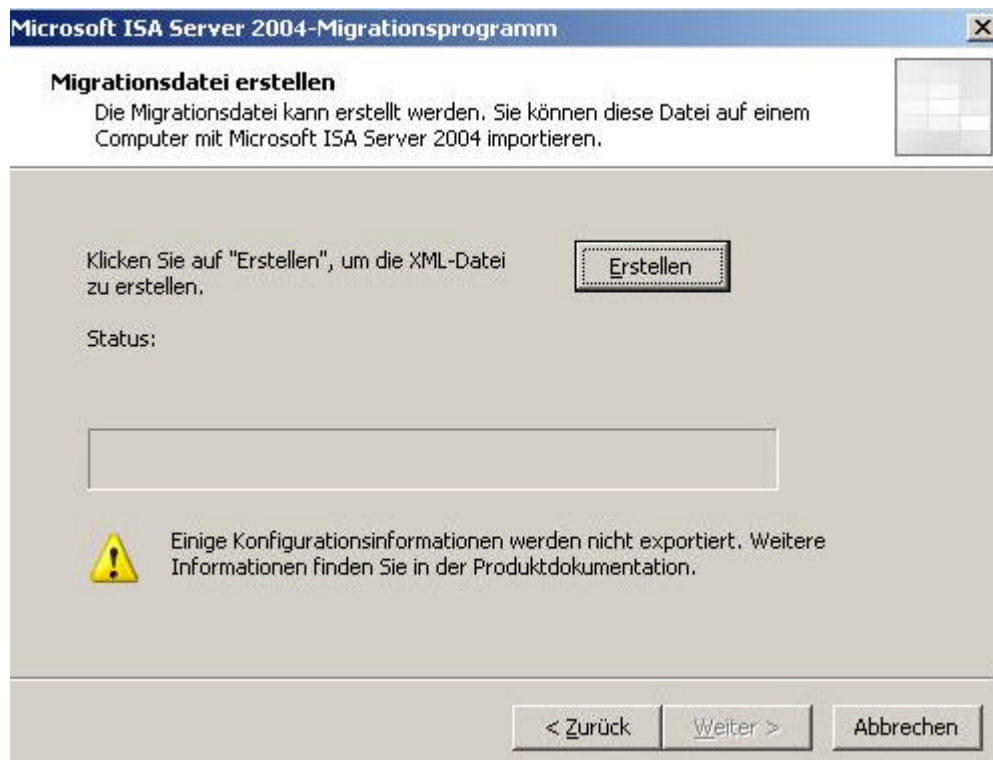 Microsoft ISA Server 2004-Migrationsprogramm
Migrationsdatei erstellen
Die Migrationsdatei kann erstellt werden. Sie können diese Datei auf einem
Computer mit Microsoft ISA Server 2004 importieren.
Klicken Sie auf "Erstellen", um die XML-Datei
zu erstellen.
Erstellen
Status:
Einige Konfigurationsinformationen werden nicht exportiert. Weitere
Informationen finden Sie in der Produktdokumentation.
< Zurück
Weiter >
Abbrechen